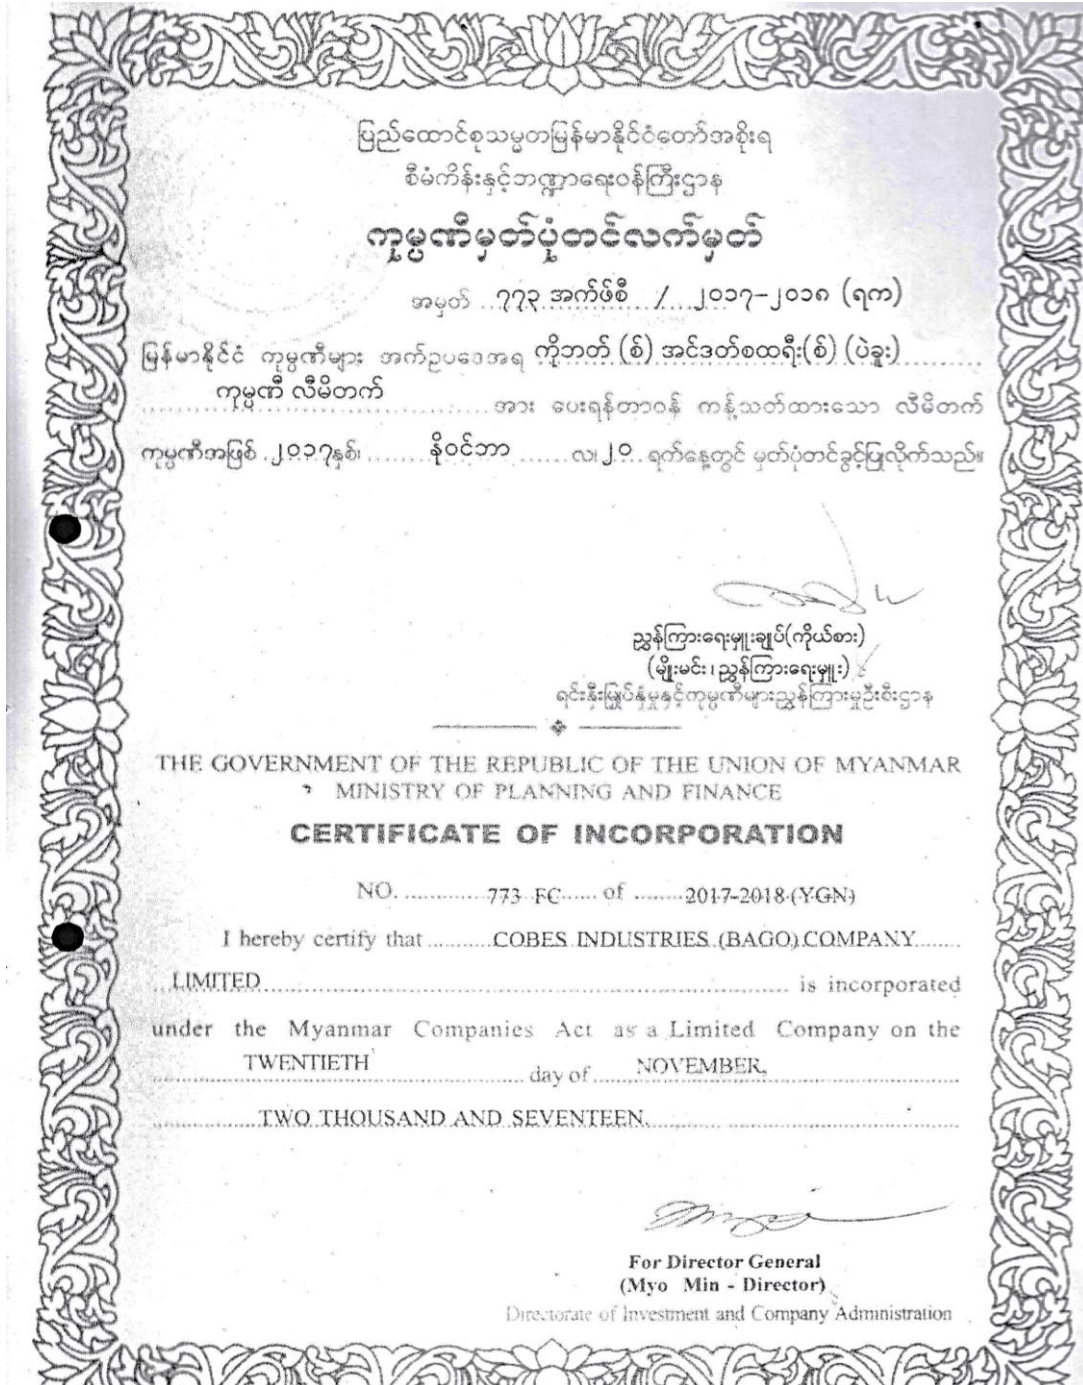 ပြည်ထောင်စုသမ္မတမြန်မာနိုင်ငံတော်အစိုးရ
စီမံကိန်းနှင့်ဘဏ္ဍာရေးဝန်ကြီးဌာန
ကုမ္ပဏီမှတ်ပုံတင်လက်မှတ်
အမှတ် ..၇၇၃ အက်ဖ်စီ.. / ..၂၀၁၇-၂၀၁၈ (ရက)
မြန်မာနိုင်ငံ ကုမ္ပဏီများ အက်ဥပဒေအရ ကိုဘတ် (စ်) အင်ဒတ်စထရီး(စ်) (ပဲခူး)
ကုမ္ပဏီ လီမိတက် အား ပေးရန်တာဝန် ကန့်သတ်ထားသော လီမိတက်
ကုမ္ပဏီအဖြစ် ၂၀၁၇ခုနှစ်၊ နိုဝင်ဘာ လ၊ ၂၀ ရက်နေ့တွင် မှတ်ပုံတင်ခွင့်ပြုလိုက်သည်။
ညွှန်ကြားရေးမှူးချုပ်(ကိုယ်စား)
(မျိုးမင်း ၊ ညွှန်ကြားရေးမှူး)
ရင်းနှီးမြှုပ်နှံမှုနှင့်ကုမ္ပဏီများညွှန်ကြားမှုဦးစီးဌာန
THE GOVERNMENT OF THE REPUBLIC OF THE UNION OF MYANMAR
MINISTRY OF PLANNING AND FINANCE
CERTIFICATE OF INCORPORATION
NO. 773 FC of 2017-2018 (YGN)
I hereby certify that COBES INDUSTRIES (BAGO) COMPANY
LIMITED is incorporated
under the Myanmar Companies Act as a Limited Company on the
TWENTIETH day of NOVEMBER,
TWO THOUSAND AND SEVENTEEN.
For Director General
(Myo Min - Director)
Directorate of Investment and Company Administration